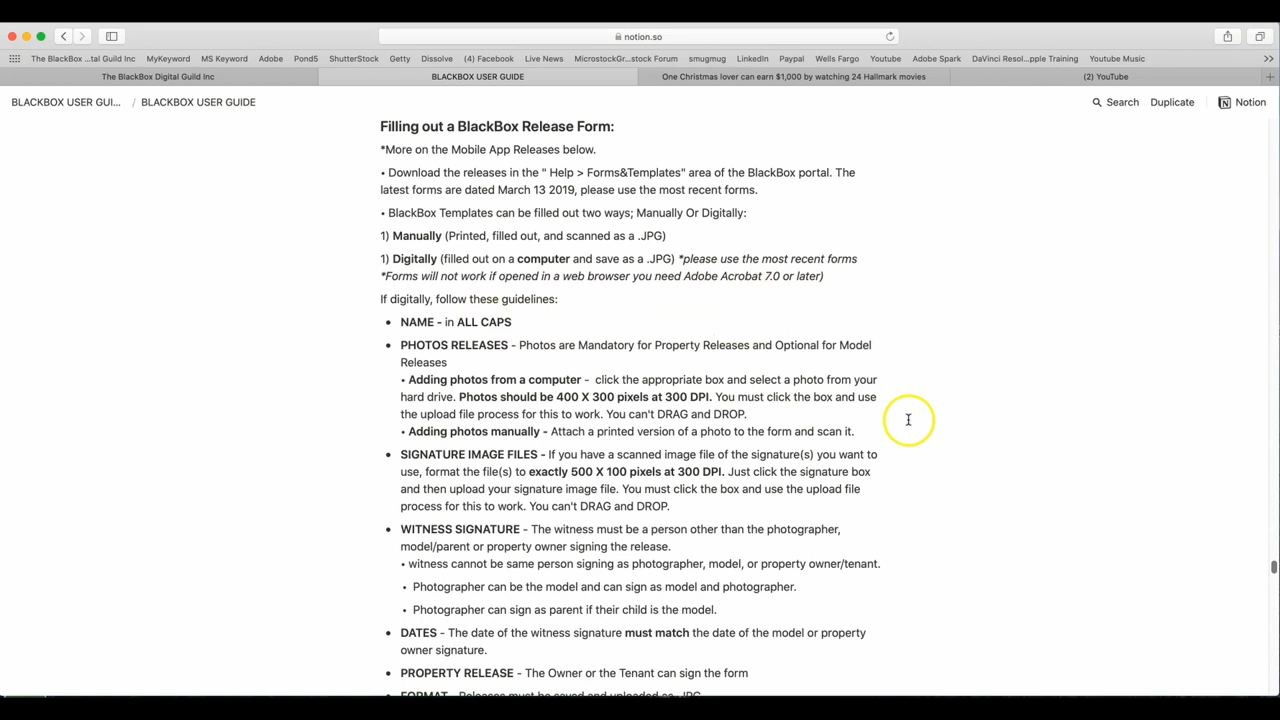 notion.so
The BlackBox ...tal Guild Inc MyKeyword MS Keyword Adobe Pond5 ShutterStock Getty Dissolve (4) Facebook Live News MicrostockGr...stock Forum smugmug LinkedIn Paypal Wells Fargo Youtube Adobe Spark DaVinci Resol...pple Training Youtube Music >>
The BlackBox Digital Guild Inc BLACKBOX USER GUIDE One Christmas lover can earn $1,000 by watching 24 Hallmark movies (2) YouTube +
BLACKBOX USER GUI... / BLACKBOX USER GUIDE Search Duplicate Notion
Filling out a BlackBox Release Form:
*More on the Mobile App Releases below.
• Download the releases in the " Help > Forms&Templates" area of the BlackBox portal. The
latest forms are dated March 13 2019, please use the most recent forms.
• BlackBox Templates can be filled out two ways; Manually Or Digitally:
1) Manually (Printed, filled out, and scanned as a .JPG)
1) Digitally (filled out on a computer and save as a .JPG) *please use the most recent forms
*Forms will not work if opened in a web browser you need Adobe Acrobat 7.0 or later)
If digitally, follow these guidelines:
• NAME - in ALL CAPS
• PHOTOS RELEASES - Photos are Mandatory for Property Releases and Optional for Model
Releases
• Adding photos from a computer - click the appropriate box and select a photo from your
hard drive. Photos should be 400 X 300 pixels at 300 DPI. You must click the box and use
the upload file process for this to work. You can't DRAG and DROP.
• Adding photos manually - Attach a printed version of a photo to the form and scan it.
• SIGNATURE IMAGE FILES - If you have a scanned image file of the signature(s) you want to
use, format the file(s) to exactly 500 X 100 pixels at 300 DPI. Just click the signature box
and then upload your signature image file. You must click the box and use the upload file
process for this to work. You can't DRAG and DROP.
• WITNESS SIGNATURE - The witness must be a person other than the photographer,
model/parent or property owner signing the release.
• witness cannot be same person signing as photographer, model, or property owner/tenant.
• Photographer can be the model and can sign as model and photographer.
• Photographer can sign as parent if their child is the model.
• DATES - The date of the witness signature must match the date of the model or property
owner signature.
• PROPERTY RELEASE - The Owner or the Tenant can sign the form
• FORMAT - Releases must be saved and uploaded as .JPG